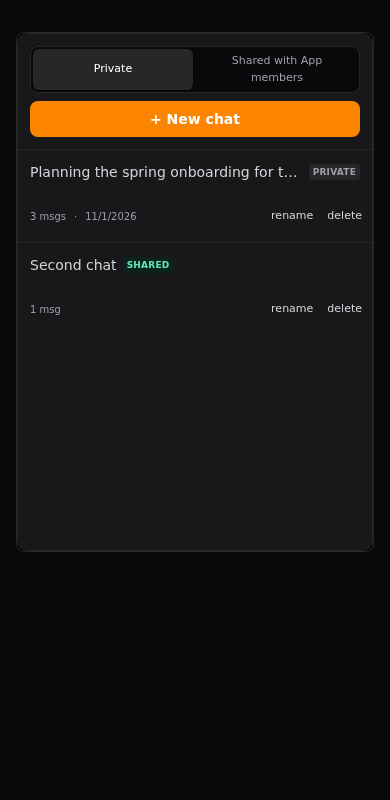 Private
Shared with App
members
+ New chat
Planning the spring onboarding for t... PRIVATE
3 msgs · 11/1/2026 rename delete
Second chat SHARED
1 msg rename delete